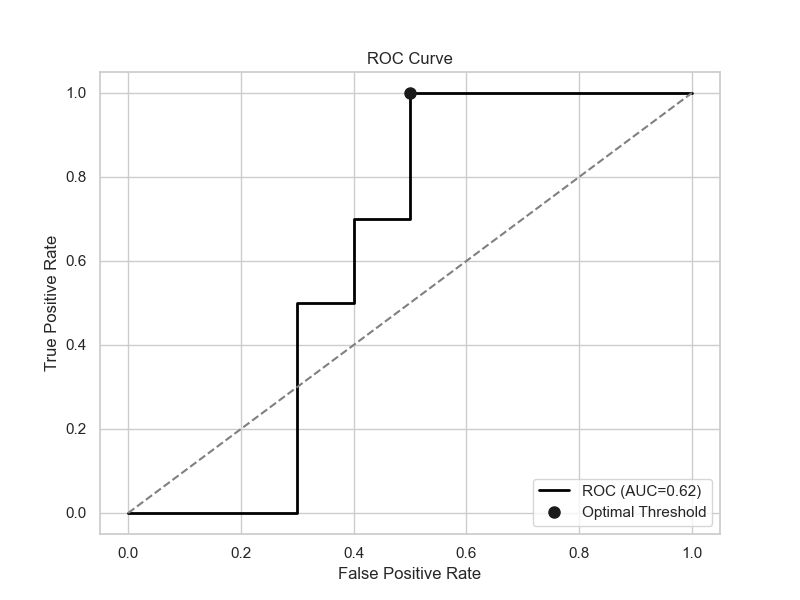 ROC Curve
True Positive Rate
1.0
0.8
0.6
0.4
0.2
0.0
0.0 0.2 0.4 0.6 0.8 1.0
False Positive Rate
ROC (AUC=0.62)
Optimal Threshold